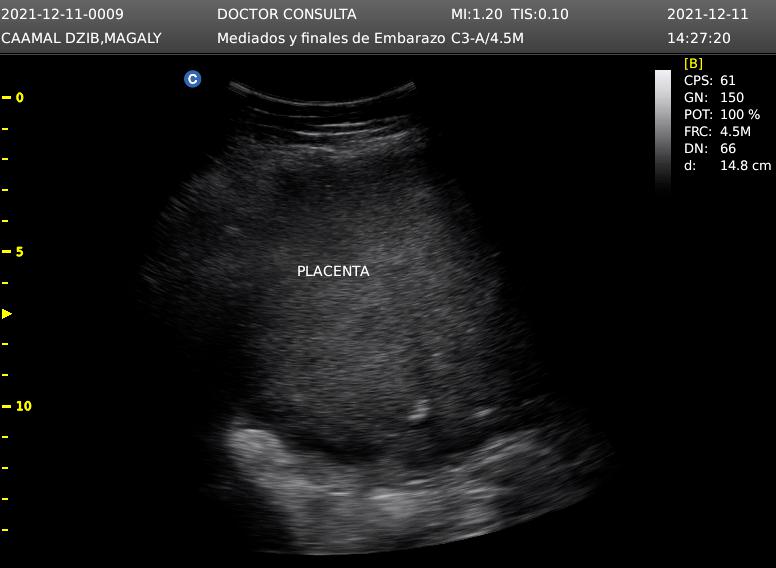 2021-12-11-0009 DOCTOR CONSULTA MI:1.20 TIS:0.10 2021-12-11
CAAMAL DZIB,MAGALY Mediados y finales de Embarazo C3-A/4.5M 14:27:20
C
[B]
CPS: 61
GN: 150
POT: 100 %
FRC: 4.5M
DN: 66
d: 14.8 cm
0
5
PLACENTA
10